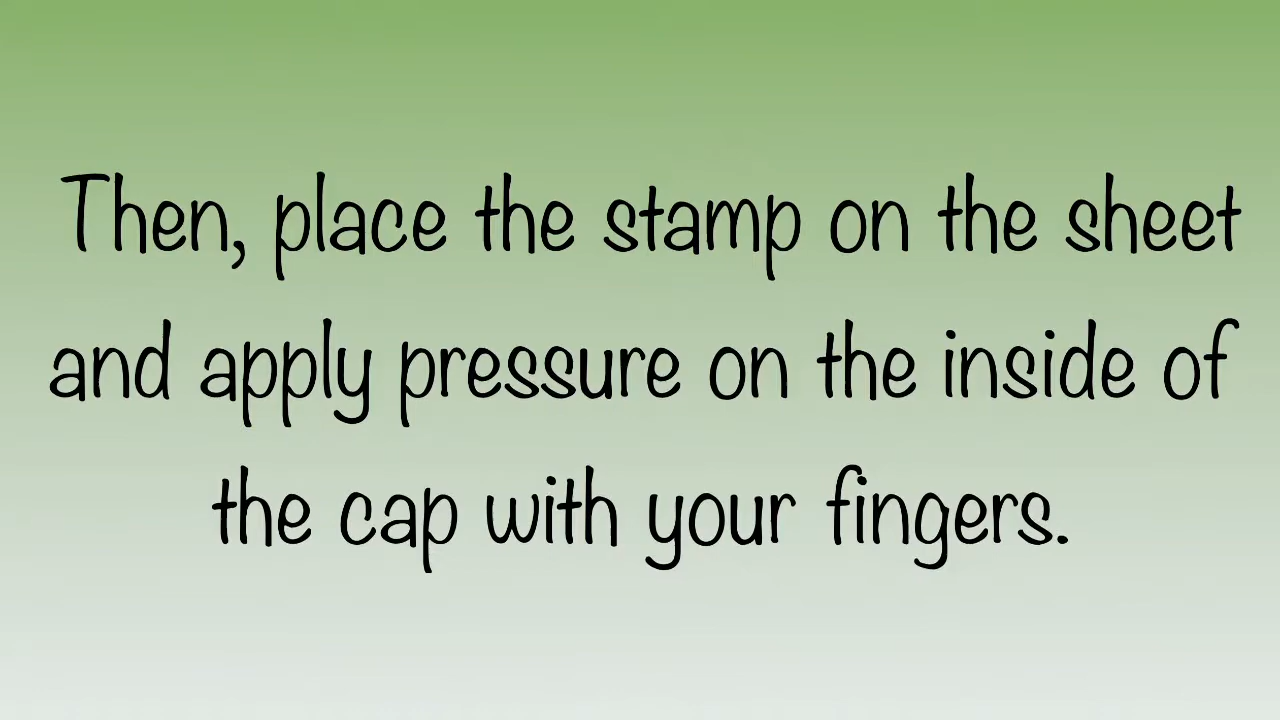 Then, place the stamp on the sheet
and apply pressure on the inside of
the cap with your fingers.